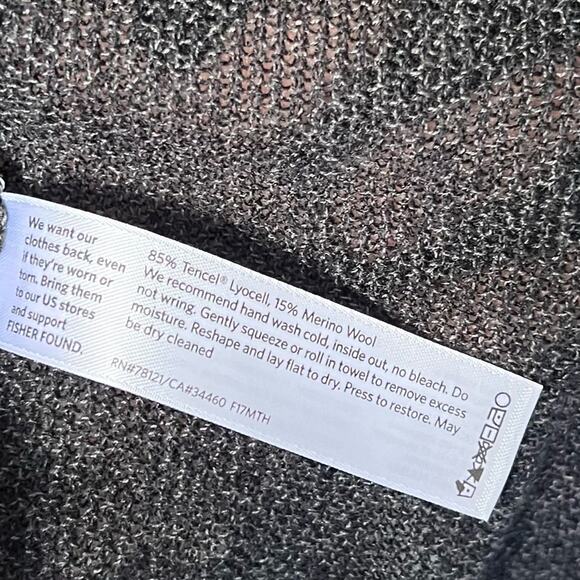 We want our
clothes back, even
if they're worn or
torn. Bring them
to our US stores
and support
FISHER FOUND.
85% Tencel® Lyocell, 15% Merino Wool
We recommend hand wash cold, inside out, no bleach. Do
not wring. Gently squeeze or roll in towel to remove excess
moisture. Reshape and lay flat to dry. Press to restore. May
be dry cleaned
RN#78121/CA#34460 F17MTH